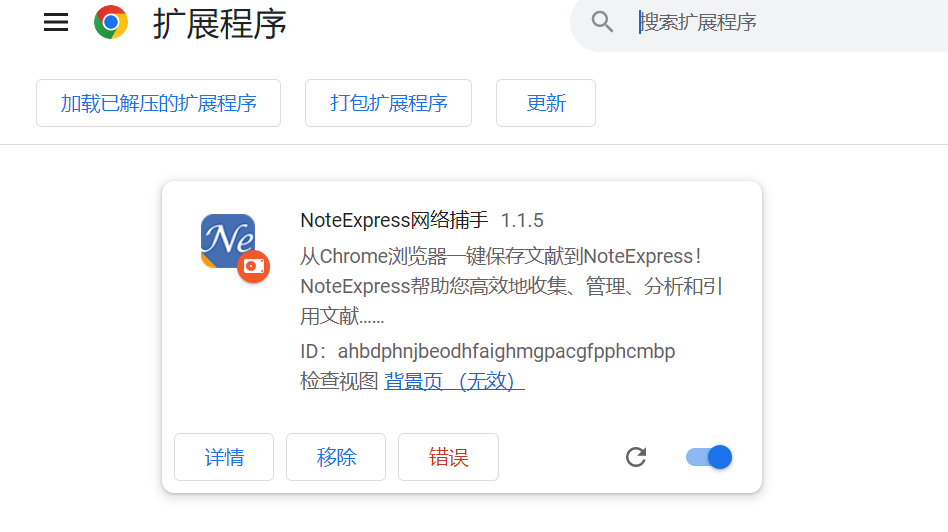 扩展程序
搜索扩展程序
加载已解压的扩展程序
打包扩展程序
更新
Ne
NoteExpress网络捕手 1.1.5
从Chrome浏览器一键保存文献到NoteExpress！
NoteExpress帮助您高效地收集、管理、分析和引
用文献……
ID：ahbdphnjbeodhfaighmgpacgfpphcmbp
检查视图 背景页 （无效）
详情
移除
错误